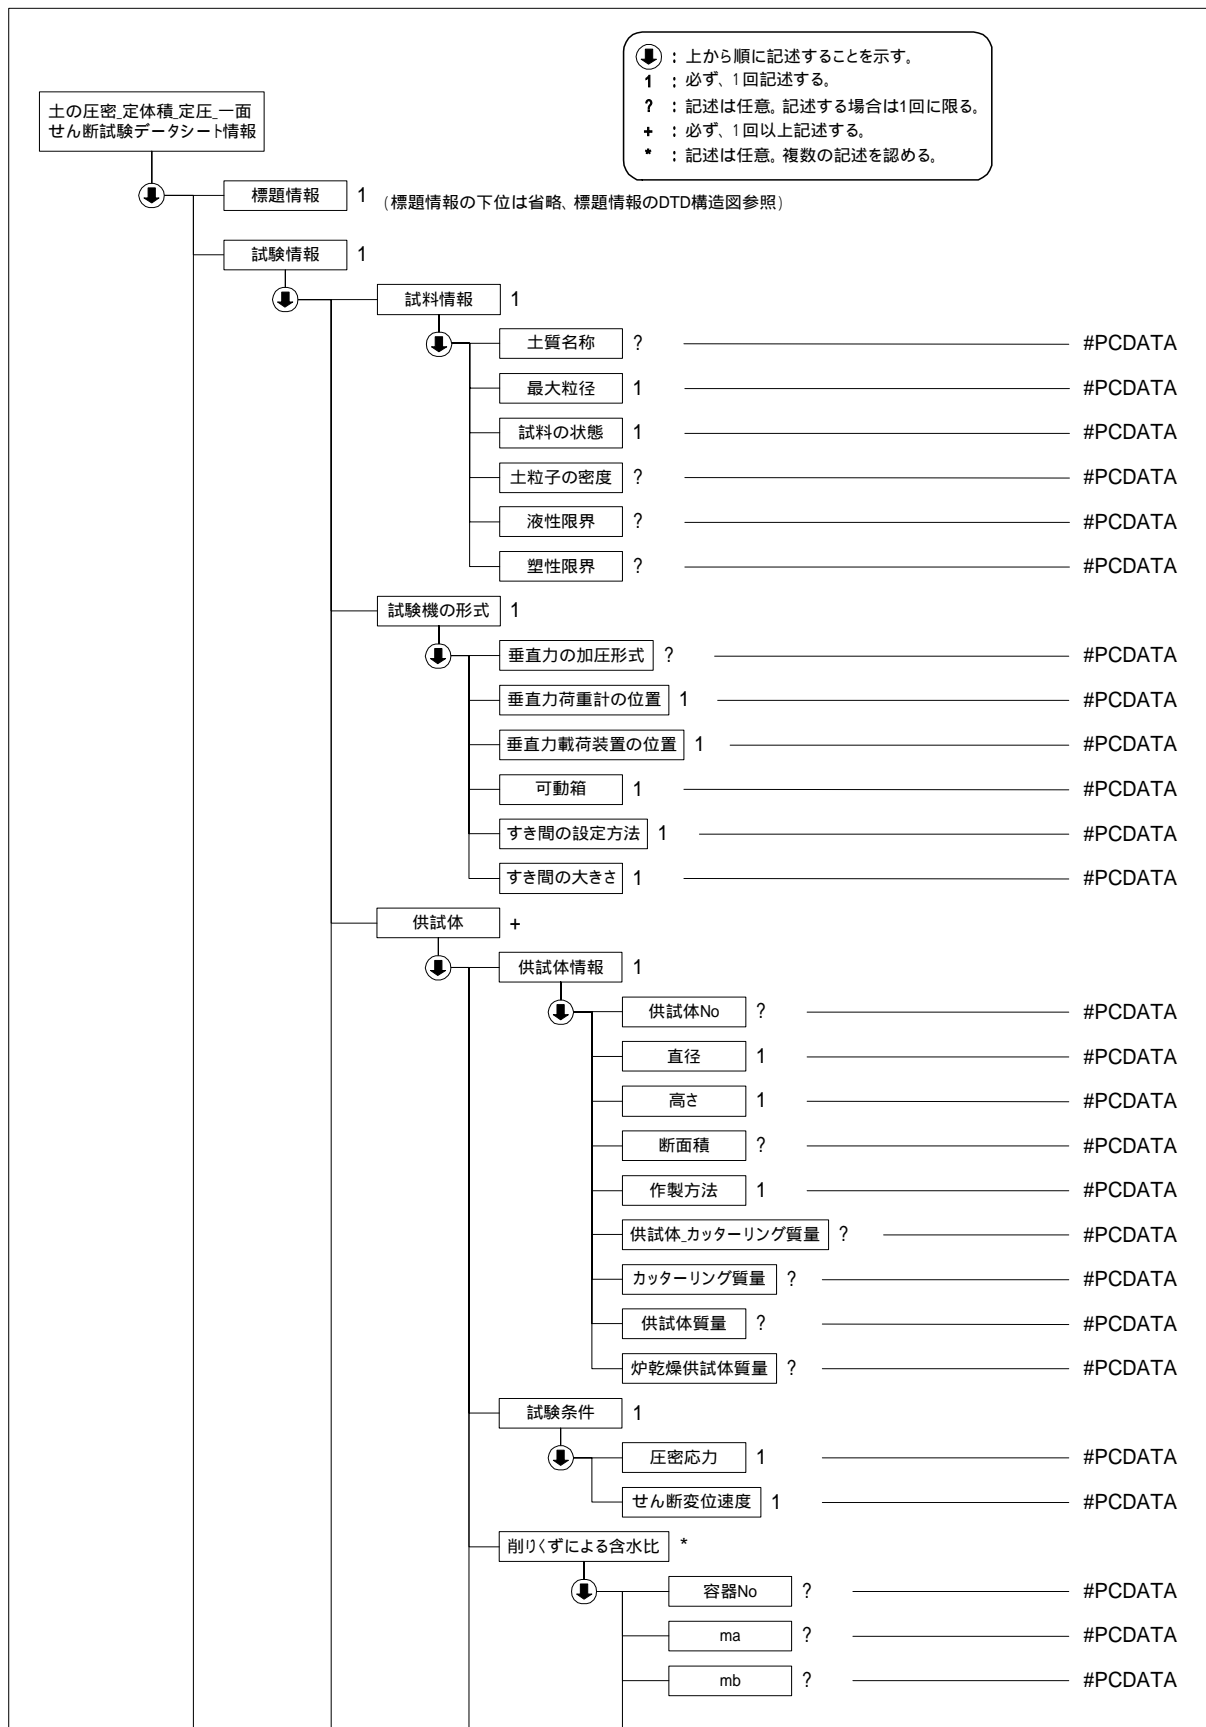 ：上から順に記述することを示す。
1 ：必ず、1回記述する。
? ：記述は任意。記述する場合は1回に限る。
+ ：必ず、1回以上記述する。
* ：記述は任意。複数の記述を認める。
土の圧密_定体積_定圧_一面
せん断試験データシート情報
標題情報 1 (標題情報の下位は省略、標題情報のDTD構造図参照)
試験情報 1
試料情報 1
土質名称 ? #PCDATA
最大粒径 1 #PCDATA
試料の状態 1 #PCDATA
土粒子の密度 ? #PCDATA
液性限界 ? #PCDATA
塑性限界 ? #PCDATA
試験機の形式 1
垂直力の加圧形式 ? #PCDATA
垂直力荷重計の位置 1 #PCDATA
垂直力載荷装置の位置 1 #PCDATA
可動箱 1 #PCDATA
すき間の設定方法 1 #PCDATA
すき間の大きさ 1 #PCDATA
供試体 +
供試体情報 1
供試体No ? #PCDATA
直径 1 #PCDATA
高さ 1 #PCDATA
断面積 ? #PCDATA
作製方法 1 #PCDATA
供試体_カッターリング質量 ? #PCDATA
カッターリング質量 ? #PCDATA
供試体質量 ? #PCDATA
炉乾燥供試体質量 ? #PCDATA
試験条件 1
圧密応力 1 #PCDATA
せん断変位速度 1 #PCDATA
削りくずによる含水比 *
容器No ? #PCDATA
ma ? #PCDATA
mb ? #PCDATA